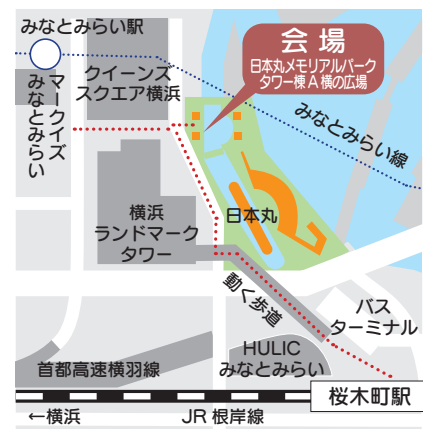 みなとみらい駅
会場
日本丸メモリアルパーク
タワー棟A横の広場
クイーンズ
スクエア横浜
マークイズ
みなとみらい
みなとみらい線
横浜
ランドマーク
タワー
日本丸
動く歩道
バス
ターミナル
HULIC
みなとみらい
首都高速横羽線
桜木町駅
←横浜
JR根岸線